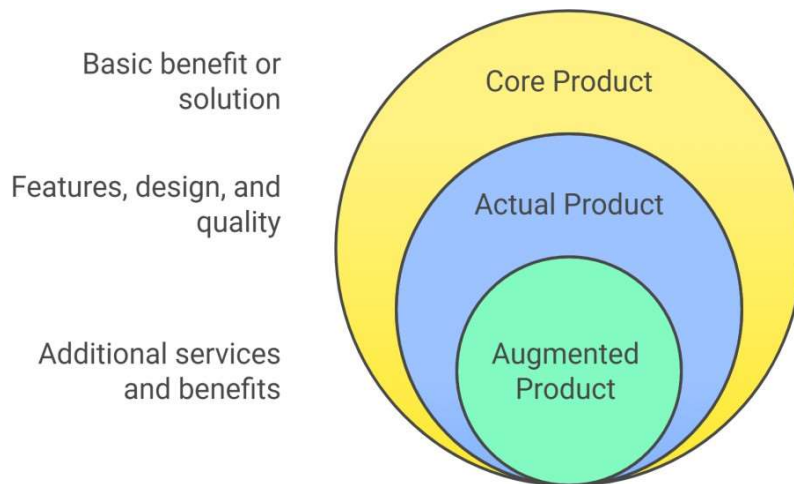 Basic benefit or
solution
Core Product
Features, design, and
quality
Actual Product
Additional services
and benefits
Augmented
Product